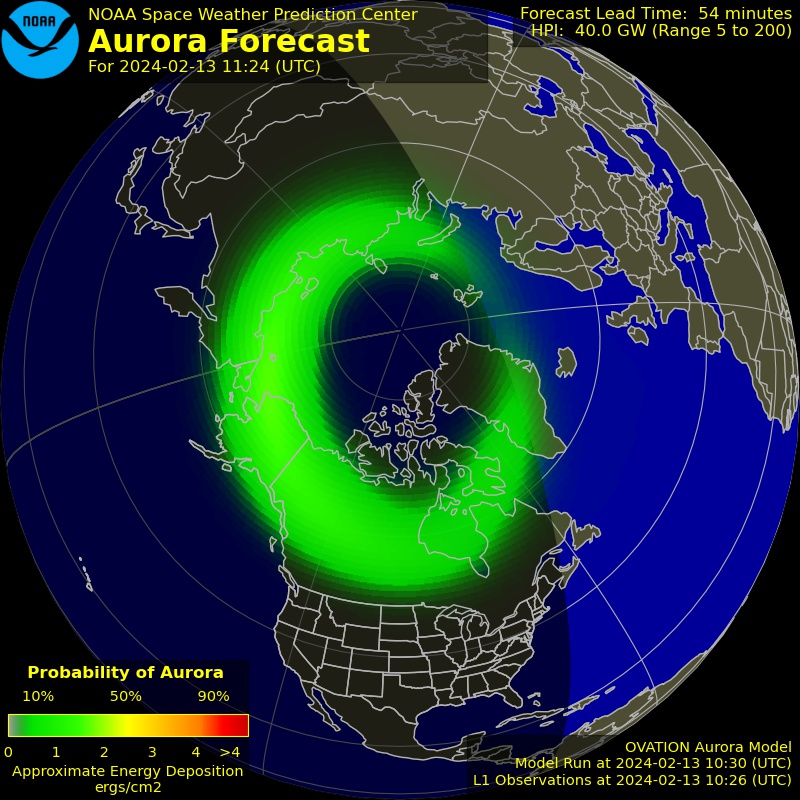 NOAA
NOAA Space Weather Prediction Center
Aurora Forecast
For 2024-02-13 11:24 (UTC)
Forecast Lead Time: 54 minutes
HPI: 40.0 GW (Range 5 to 200)
Probability of Aurora
10% 50% 90%
0 1 2 3 4 >4
Approximate Energy Deposition
ergs/cm2
OVATION Aurora Model
Model Run at 2024-02-13 10:30 (UTC)
L1 Observations at 2024-02-13 10:26 (UTC)